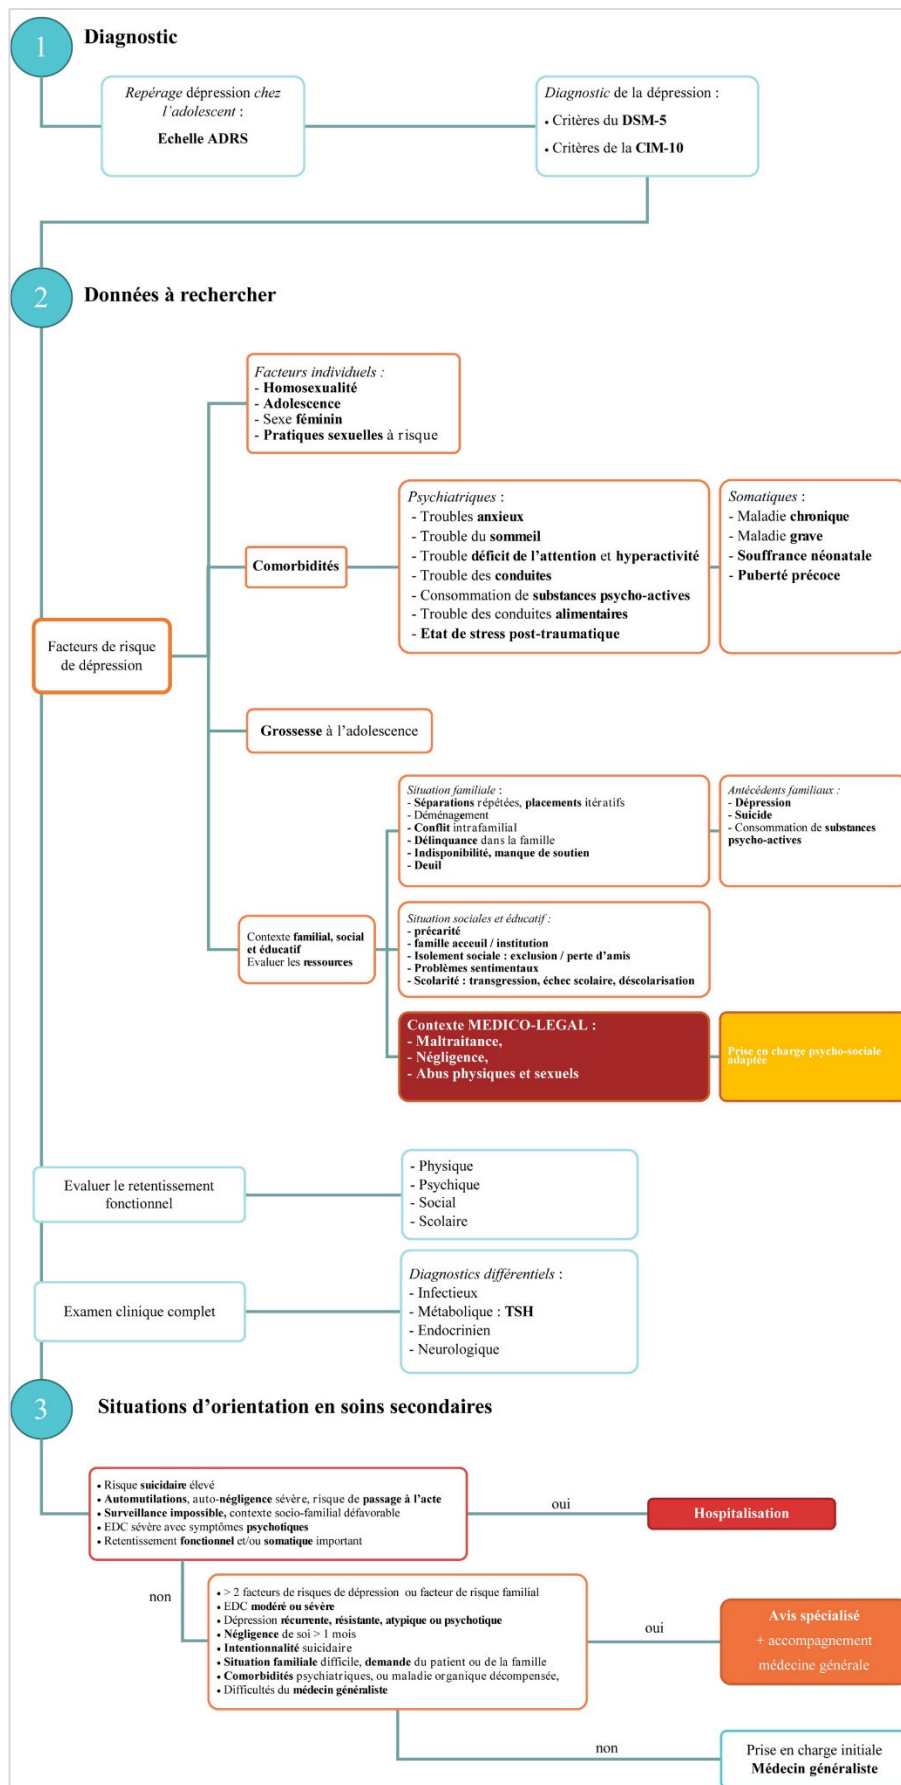 1
Diagnostic
Repérage dépression chez
l’adolescent :
Echelle ADRS
Diagnostic de la dépression :
• Critères du DSM-5
• Critères de la CIM-10
2
Données à rechercher
Facteurs individuels :
- Homosexualité
- Adolescence
- Sexe féminin
- Pratiques sexuelles à risque
Psychiatriques :
- Troubles anxieux
- Trouble du sommeil
- Trouble déficit de l’attention et hyperactivité
- Trouble des conduites
- Consommation de substances psycho-actives
- Trouble des conduites alimentaires
- Etat de stress post-traumatique
Somatiques :
- Maladie chronique
- Maladie grave
- Souffrance néonatale
- Puberté précoce
Comorbidités
Facteurs de risque
de dépression
Grossesse à l’adolescence
Situation familiale :
- Séparations répétées, placements itératifs
- Déménagement
- Conflit intrafamilial
- Délinquance dans la famille
- Indisponibilité, manque de soutien
- Deuil
Antécédents familiaux :
- Dépression
- Suicide
- Consommation de substances
psycho-actives
Contexte familial, social
et éducatif
Evaluer les ressources
Situation sociales et éducatif :
- précarité
- famille acceuil / institution
- Isolement sociale : exclusion / perte d’amis
- Problèmes sentimentaux
- Scolarité : transgression, échec scolaire, déscolarisation
Contexte MEDICO-LEGAL :
- Maltraitance,
- Négligence,
- Abus physiques et sexuels
Prise en charge psycho-sociale
adaptée
Evaluer le retentissement
fonctionnel
- Physique
- Psychique
- Social
- Scolaire
Examen clinique complet
Diagnostics différentiels :
- Infectieux
- Métabolique : TSH
- Endocrinien
- Neurologique
3
Situations d’orientation en soins secondaires
• Risque suicidaire élevé
• Automutilations, auto-négligence sévère, risque de passage à l’acte
• Surveillance impossible, contexte socio-familial défavorable
• EDC sévère avec symptômes psychotiques
• Retentissement fonctionnel et/ou somatique important
oui
Hospitalisation
non
• > 2 facteurs de risques de dépression ou facteur de risque familial
• EDC modéré ou sévère
• Dépression récurrente, résistante, atypique ou psychotique
• Négligence de soi > 1 mois
• Intentionnalité suicidaire
• Situation familiale difficile, demande du patient ou de la famille
• Comorbidités psychiatriques, ou maladie organique décompensée,
• Difficultés du médecin généraliste
oui
Avis spécialisé
+ accompagnement
médecine générale
non
Prise en charge initiale
Médecin généraliste